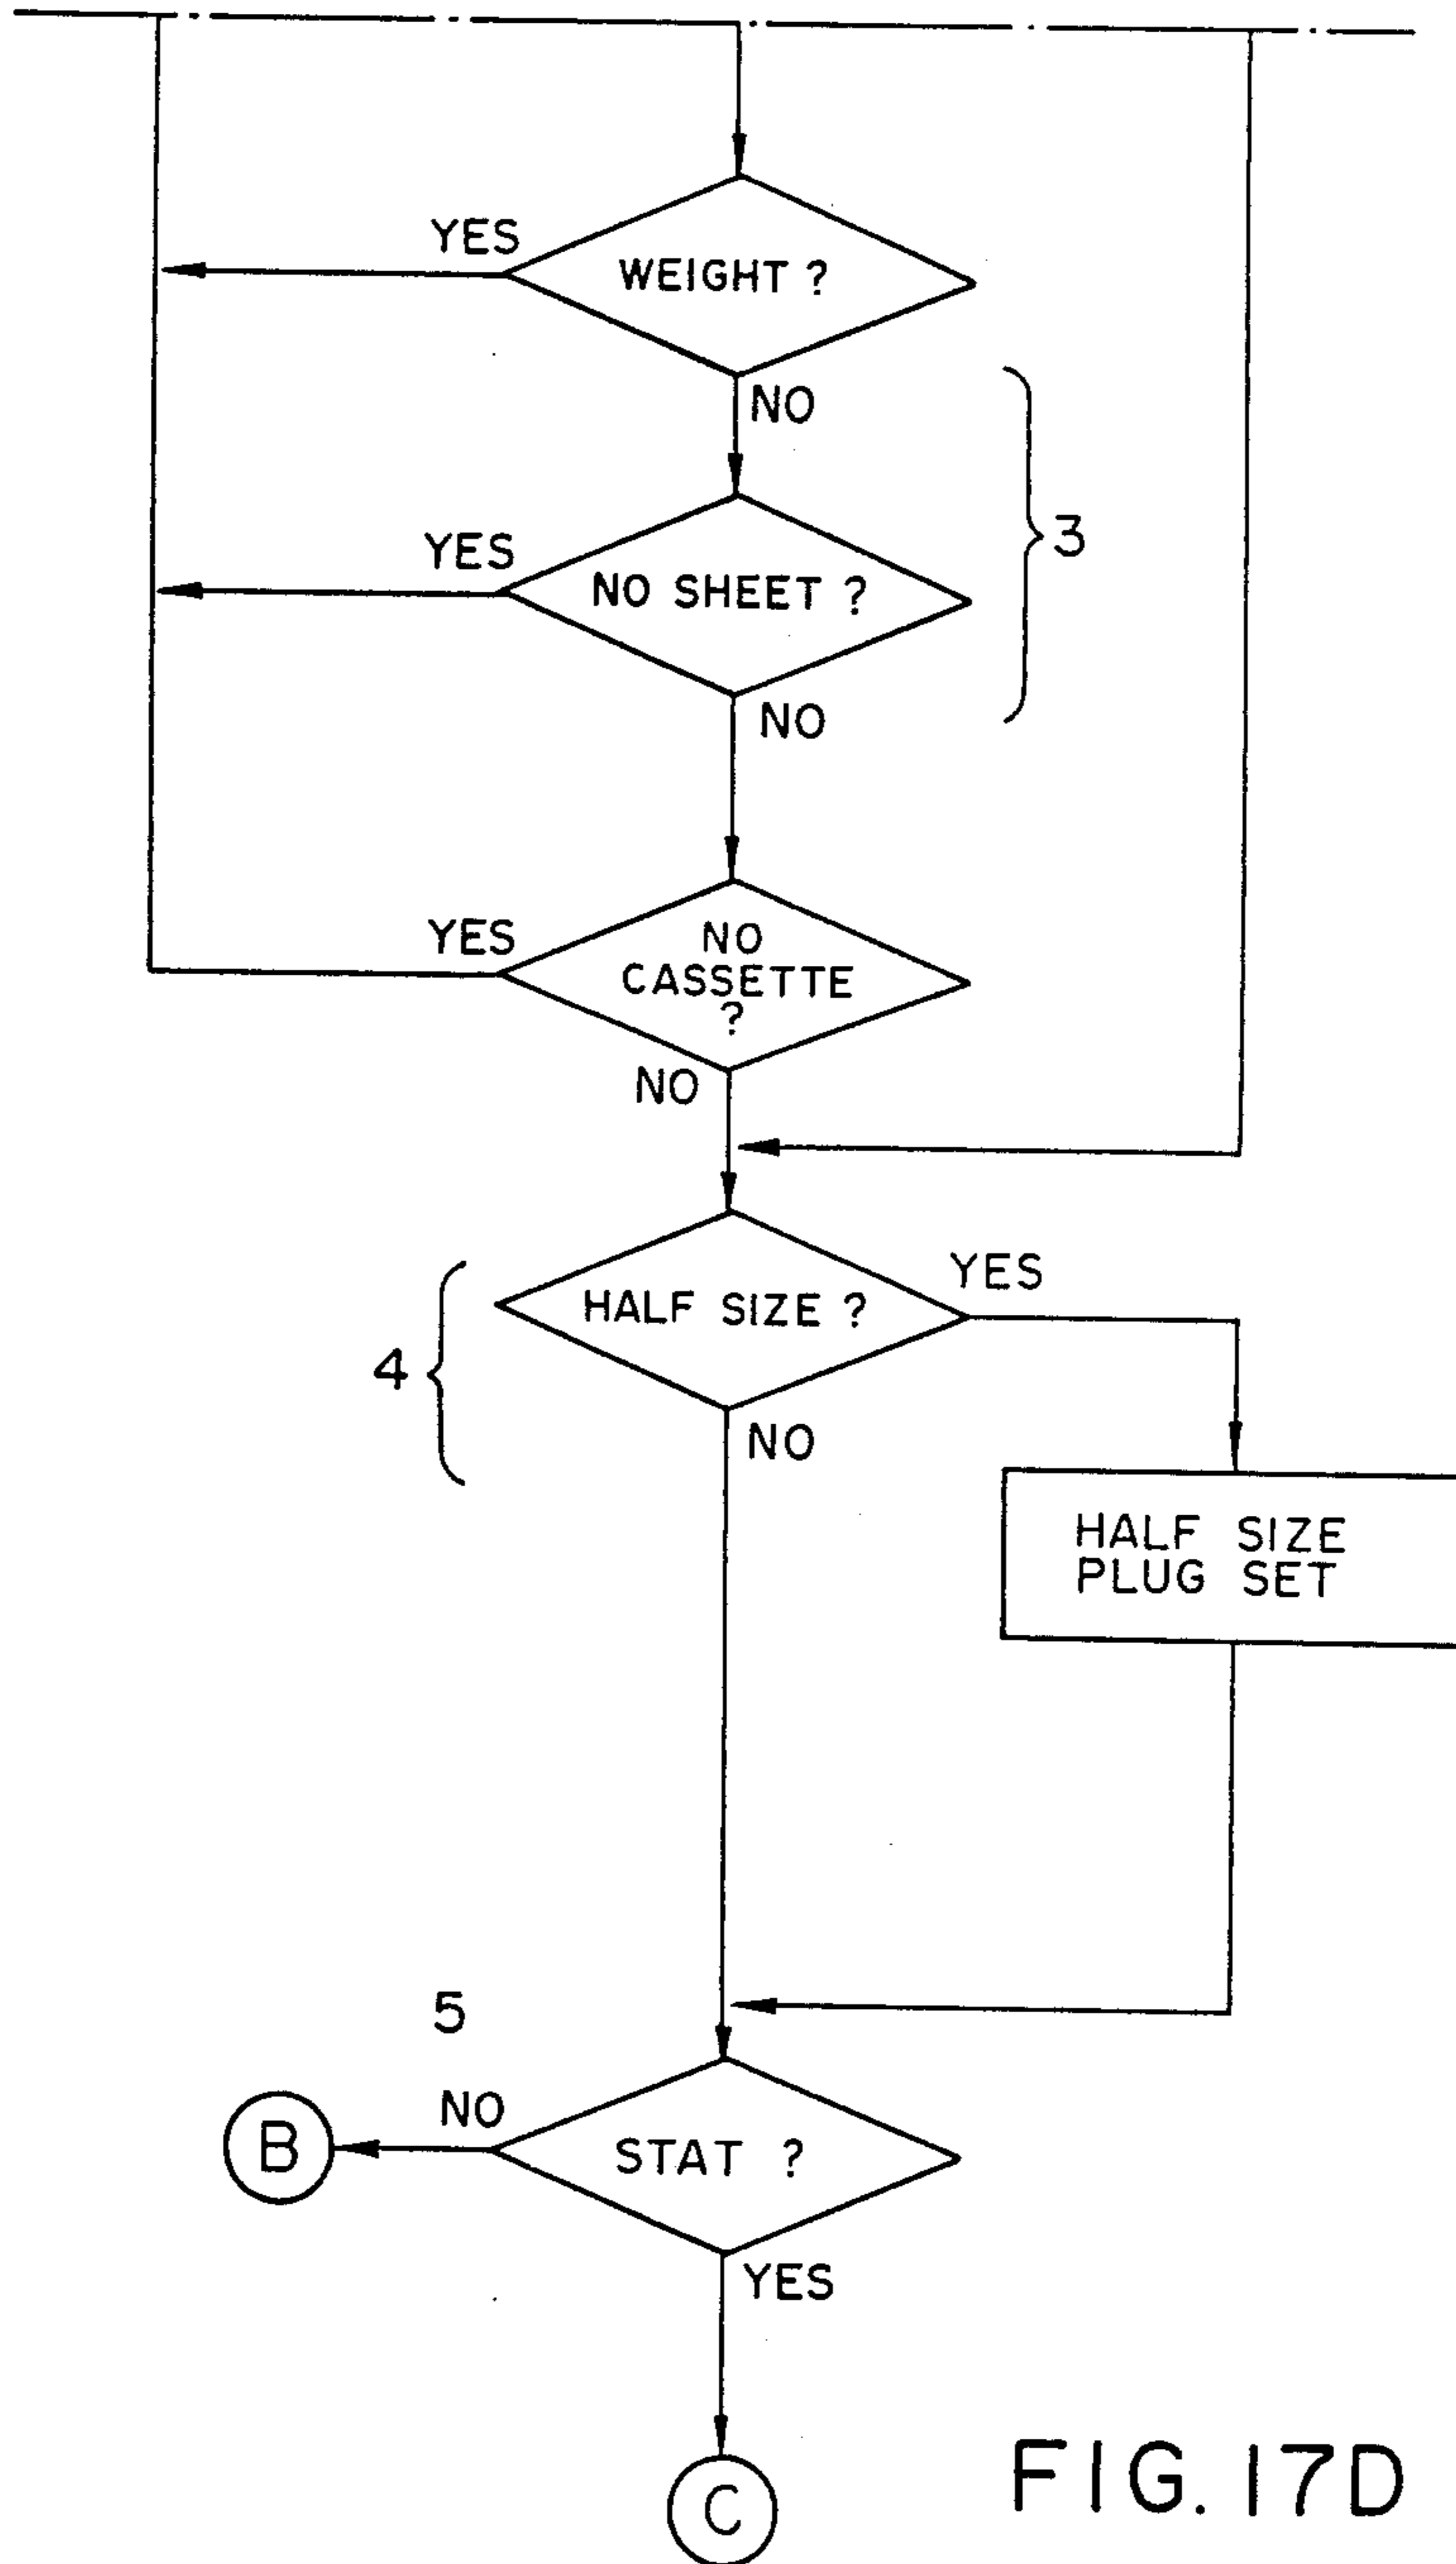 YES
WEIGHT ?
NO
3
YES
NO SHEET ?
NO
YES
NO
CASSETTE
?
NO
YES
HALF SIZE ?
4
NO
HALF SIZE
PLUG SET
5
NO
B
STAT ?
YES
C
FIG. 17D